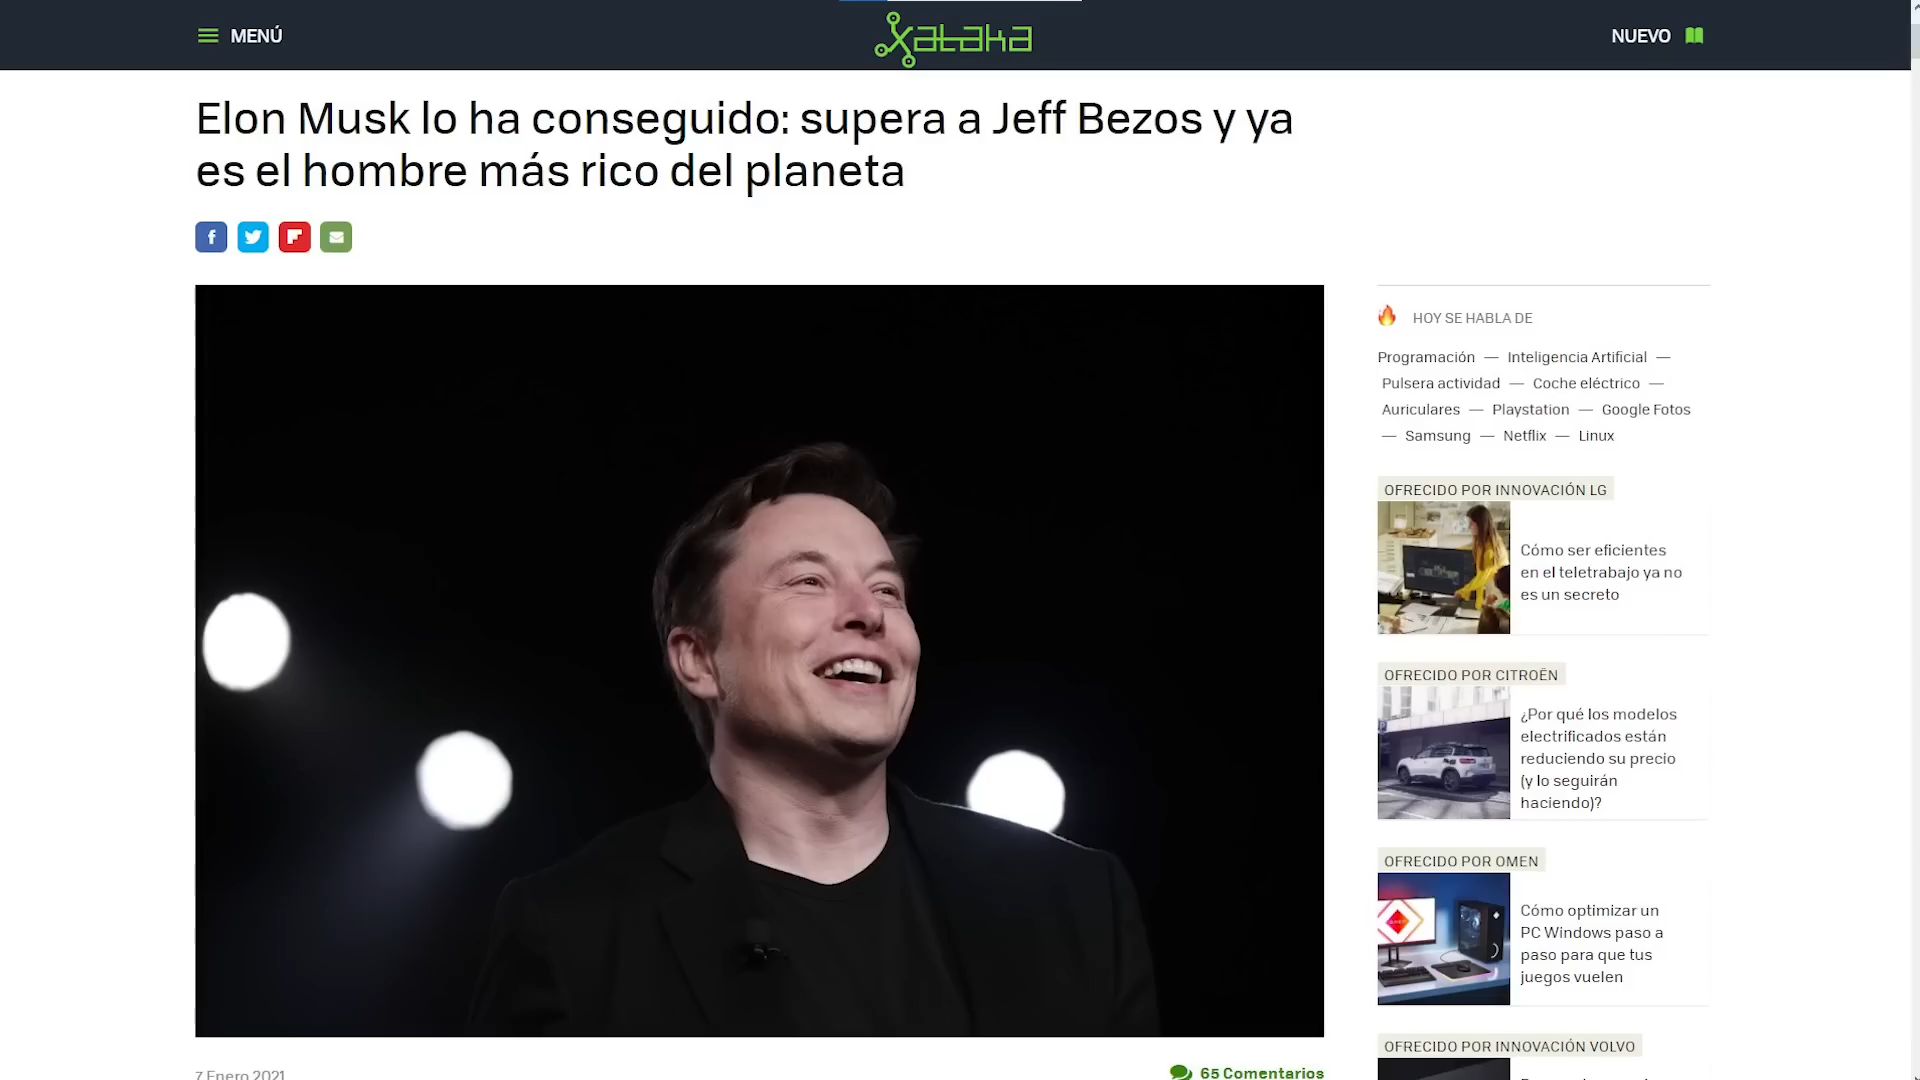 MENÚ
Xataka
NUEVO
Elon Musk lo ha conseguido: supera a Jeff Bezos y ya
es el hombre más rico del planeta
HOY SE HABLA DE
Programación — Inteligencia Artificial —
Pulsera actividad — Coche eléctrico —
Auriculares — Playstation — Google Fotos
— Samsung — Netflix — Linux
OFRECIDO POR INNOVACIÓN LG
Cómo ser eficientes
en el teletrabajo ya no
es un secreto
OFRECIDO POR CITROËN
¿Por qué los modelos
electrificados están
reduciendo su precio
(y lo seguirán
haciendo)?
OFRECIDO POR OMEN
Cómo optimizar un
PC Windows paso a
paso para que tus
juegos vuelen
OFRECIDO POR INNOVACIÓN VOLVO
7 Enero 2021
65 Comentarios